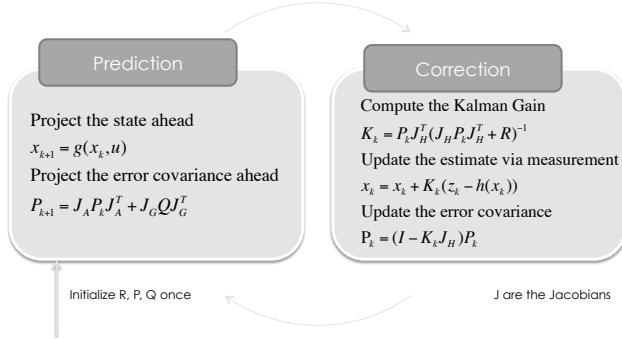 Prediction
Project the state ahead
x_{k+1} = g(x_k,u)
Project the error covariance ahead
P_{k+1} = J_A P_k J_A^T + J_G Q J_G^T
Initialize R, P, Q once
Correction
Compute the Kalman Gain
K_k = P_k J_H^T (J_H P_k J_H^T + R)^{-1}
Update the estimate via measurement
x_k = x_k + K_k(z_k − h(x_k))
Update the error covariance
P_k = (I − K_k J_H)P_k
J are the Jacobians